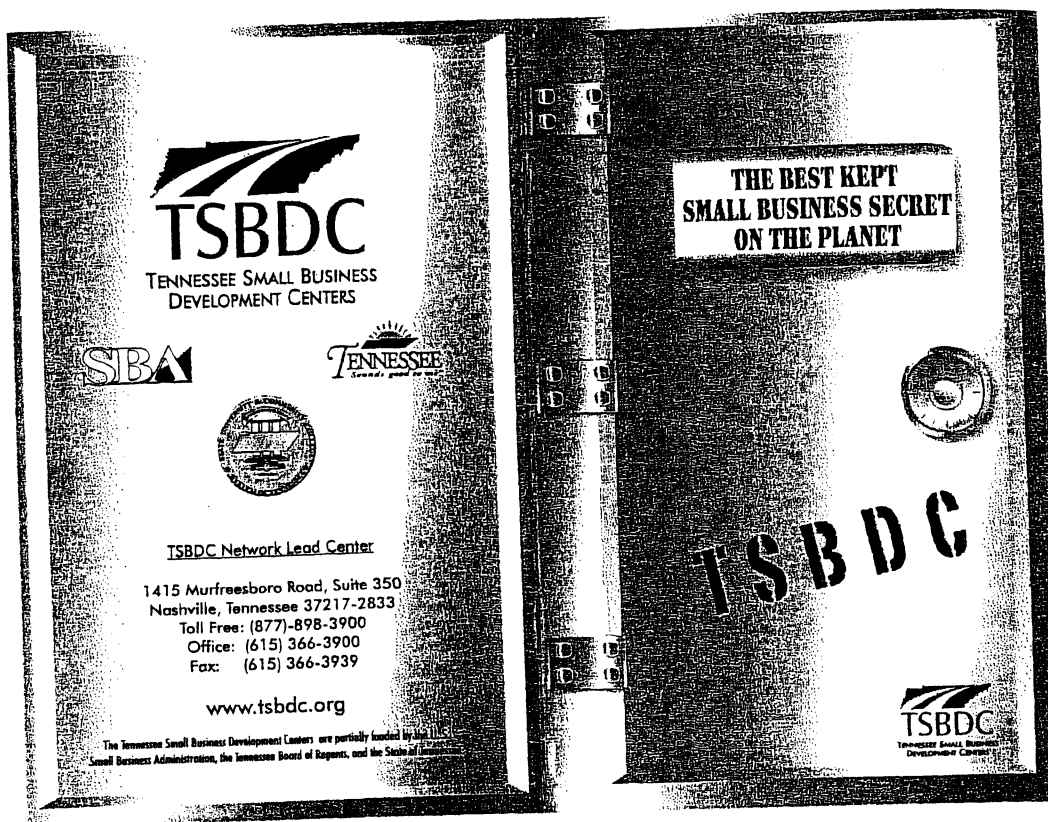 TSBDC
TENNESSEE SMALL BUSINESS
DEVELOPMENT CENTERS
SBA
TENNESSEE
Sounds good to me
TSBDC Network Lead Center
1415 Murfreesboro Road, Suite 350
Nashville, Tennessee 37217-2833
Toll Free: (877)-898-3900
Office: (615) 366-3900
Fax: (615) 366-3939
www.tsbdc.org
The Tennessee Small Business Development Centers are partially funded by the
Small Business Administration, the Tennessee Board of Regents, and the State of
THE BEST KEPT
SMALL BUSINESS SECRET
ON THE PLANET
TSBDC
TSBDC
TENNESSEE SMALL BUSINESS
DEVELOPMENT CENTERS